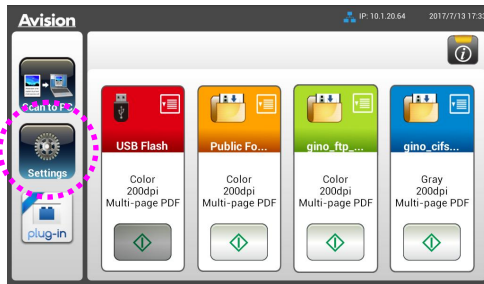 Avision
IP: 10.1.20.64 2017/7/13 17:33
Scan to PC
Settings
plug-in
USB Flash
Color
200dpi
Multi-page PDF
Public Fo...
Color
200dpi
Multi-page PDF
gino_ftp_...
Color
200dpi
Multi-page PDF
gino_cifs...
Gray
200dpi
Multi-page PDF